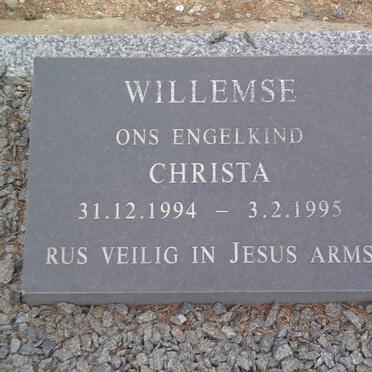 WILLEMSE
ONS ENGELKIND
CHRISTA
31.12.1994 – 3.2.1995
RUS VEILIG IN JESUS ARMS